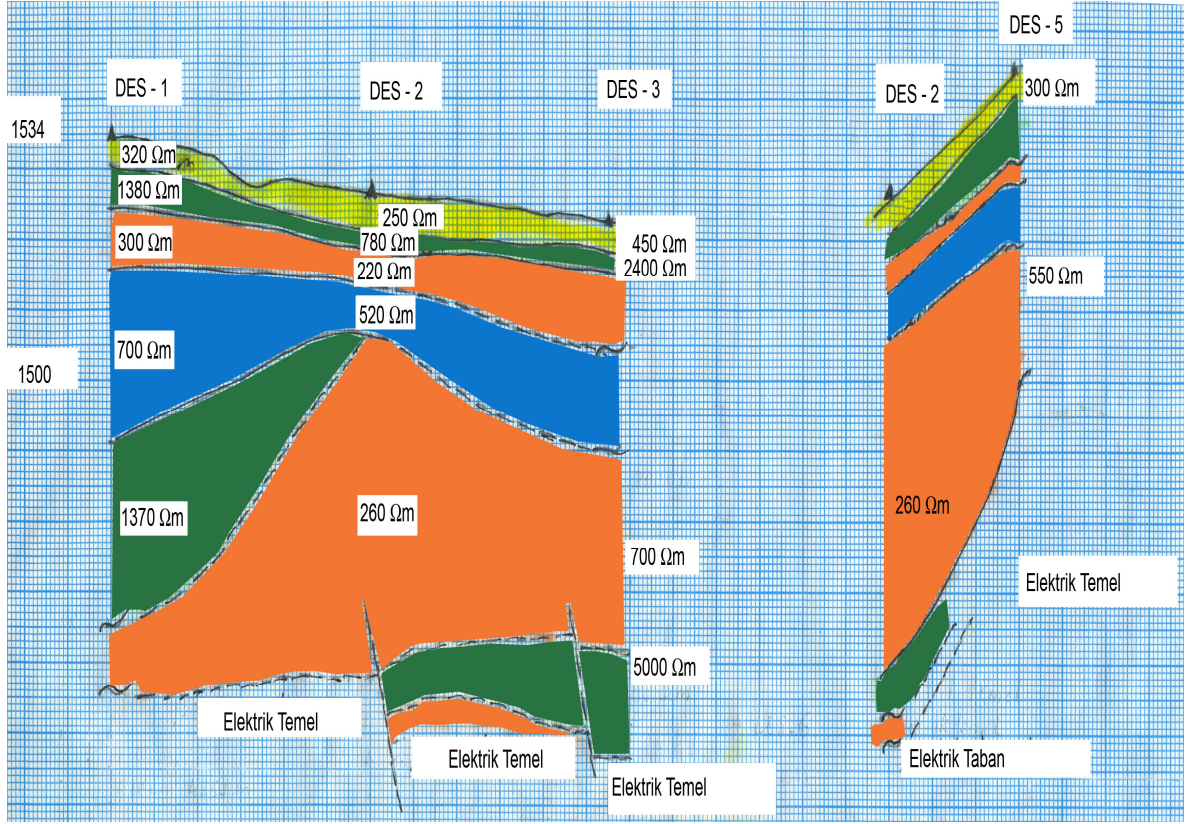 DES - 5
DES - 1
DES - 2
DES - 3
DES - 2
300 Ωm
1534
320 Ωm
1380 Ωm
250 Ωm
780 Ωm
450 Ωm
300 Ωm
220 Ωm
2400 Ωm
550 Ωm
520 Ωm
700 Ωm
1500
1370 Ωm
260 Ωm
260 Ωm
700 Ωm
Elektrik Temel
5000 Ωm
Elektrik Temel
Elektrik Temel
Elektrik Taban
Elektrik Temel